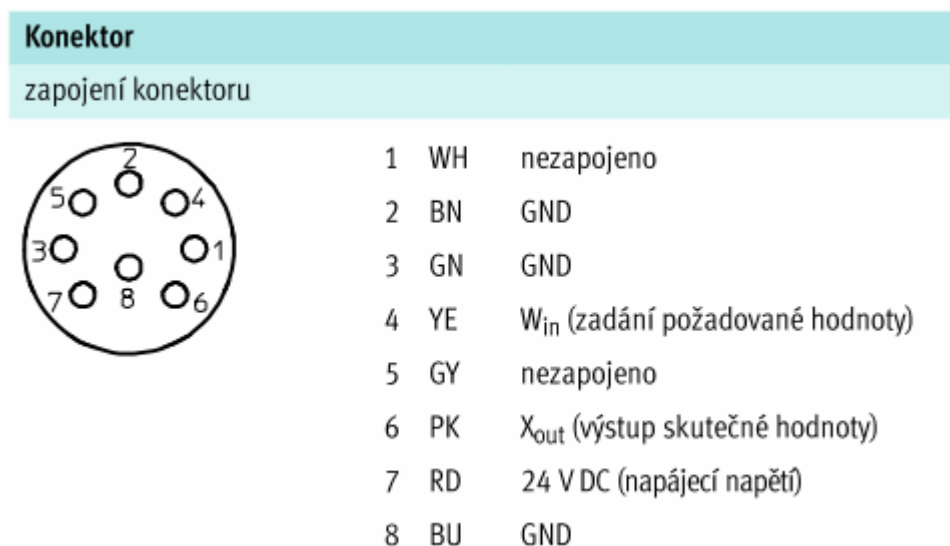 Konektor
zapojení konektoru
2
5 4
3 1
7 8 6
1 WH nezapojeno
2 BN GND
3 GN GND
4 YE Win (zadání požadované hodnoty)
5 GY nezapojeno
6 PK Xout (výstup skutečné hodnoty)
7 RD 24 V DC (napájecí napětí)
8 BU GND